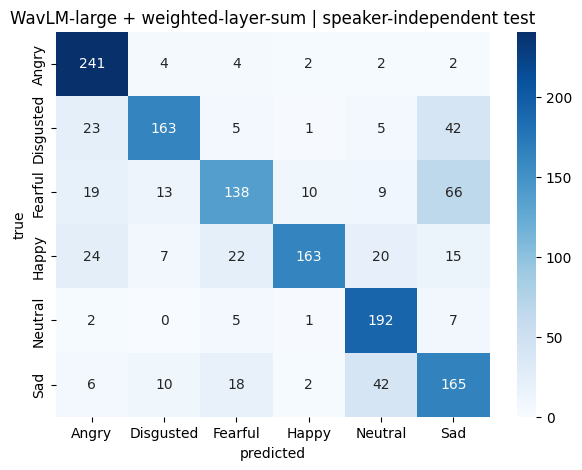 WavLM-large + weighted-layer-sum | speaker-independent test
true
Angry 241 4 4 2 2 2
Disgusted 23 163 5 1 5 42
Fearful 19 13 138 10 9 66
Happy 24 7 22 163 20 15
Neutral 2 0 5 1 192 7
Sad 6 10 18 2 42 165
Angry Disgusted Fearful Happy Neutral Sad
predicted
200
150
100
50
0